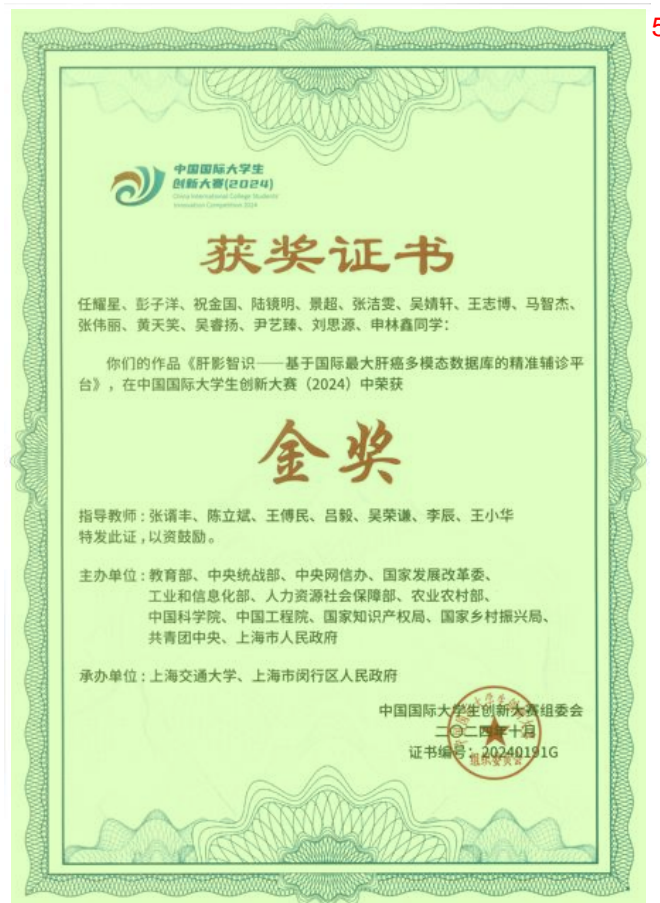 5
中国国际大学生
创新大赛(2024)
China International College Students'
Innovation Competition 2024
获奖证书
任耀星、彭子洋、祝金国、陆镜明、景超、张洁雯、吴婧轩、王志博、马智杰、
张伟丽、黄天笑、吴睿扬、尹艺臻、刘思源、申林鑫同学：
你们的作品《肝影智识——基于国际最大肝癌多模态数据库的精准辅诊平
台》，在中国国际大学生创新大赛（2024）中荣获
金奖
指导教师：张谞丰、陈立斌、王傅民、吕毅、吴荣谦、李辰、王小华
特发此证，以资鼓励。
主办单位：教育部、中央统战部、中央网信办、国家发展改革委、
工业和信息化部、人力资源社会保障部、农业农村部、
中国科学院、中国工程院、国家知识产权局、国家乡村振兴局、
共青团中央、上海市人民政府
承办单位：上海交通大学、上海市闵行区人民政府
中国国际大学生创新大赛组委会
二〇二四年十月
证书编号：20240191G
组织委员会